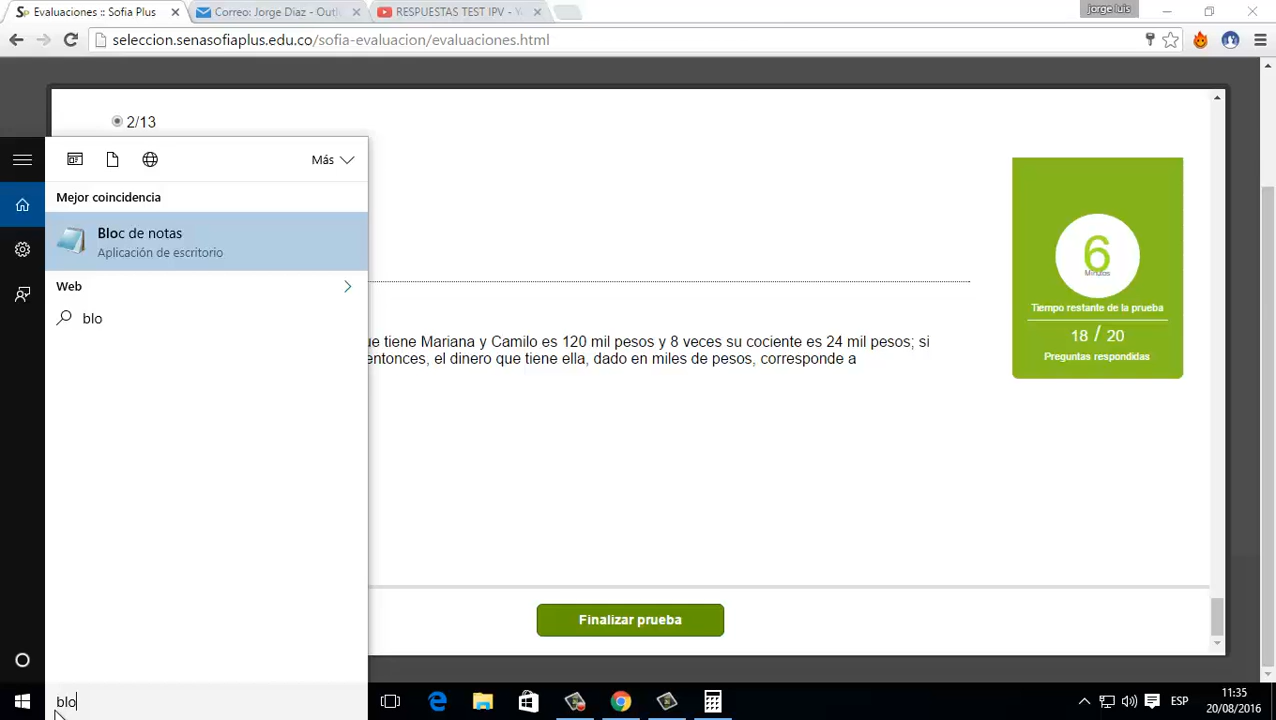 Evaluaciones :: Sofia Plus
Correo: Jorge Diaz - Outl
RESPUESTAS TEST IPV - Y
jorge luis
seleccion.senasofiaplus.edu.co/sofia-evaluacion/evaluaciones.html
2/13
Más
Mejor coincidencia
Bloc de notas
Aplicación de escritorio
Web
blo
ue tiene Mariana y Camilo es 120 mil pesos y 8 veces su cociente es 24 mil pesos; si
entonces, el dinero que tiene ella, dado en miles de pesos, corresponde a
6
Minutos
Tiempo restante de la prueba
18 / 20
Preguntas respondidas
Finalizar prueba
blo
ESP
11:35
20/08/2016